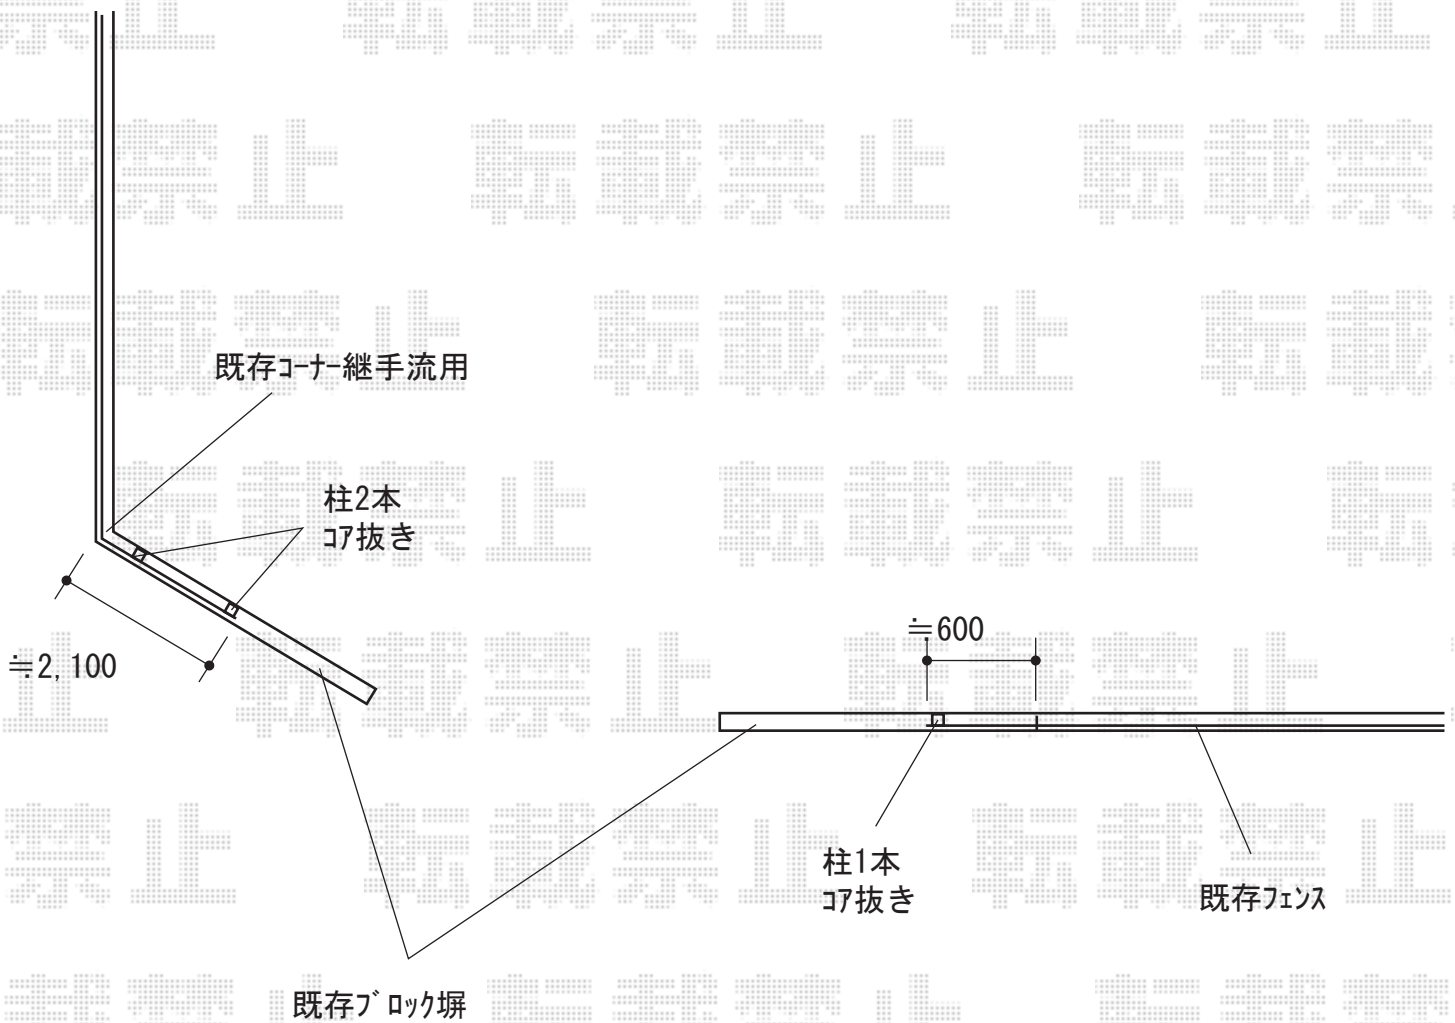 転載禁止
既存ｺｰﾅｰ継手流用
柱2本
ｺｱ抜き
≒2,100
≒600
柱1本
ｺｱ抜き
既存ﾌｪﾝｽ
既存ﾌﾞﾛｯｸ塀